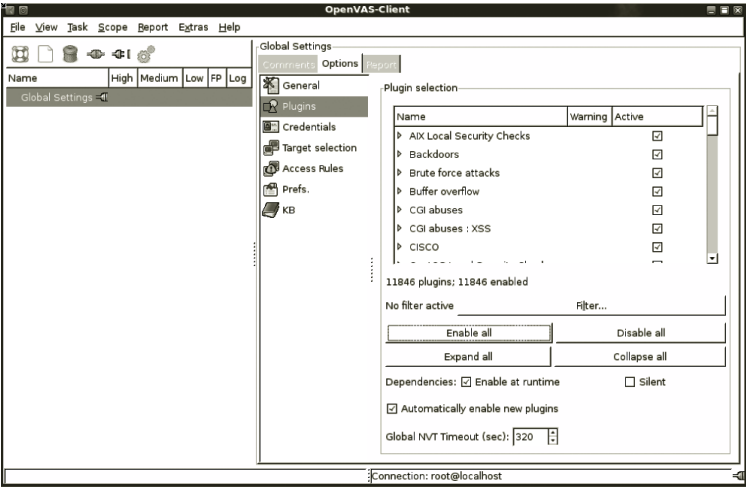 OpenVAS-Client
File View Task Scope Report Extras Help
Global Settings
Comments Options Report
Name High Medium Low FP Log
Global Settings
General
Plugins
Credentials
Target selection
Access Rules
Prefs.
KB
Plugin selection
Name Warning Active
AIX Local Security Checks
Backdoors
Brute force attacks
Buffer overflow
CGI abuses
CGI abuses : XSS
CISCO
11846 plugins; 11846 enabled
No filter active Filter...
Enable all Disable all
Expand all Collapse all
Dependencies: Enable at runtime Silent
Automatically enable new plugins
Global NVT Timeout (sec): 320
Connection: root@localhost